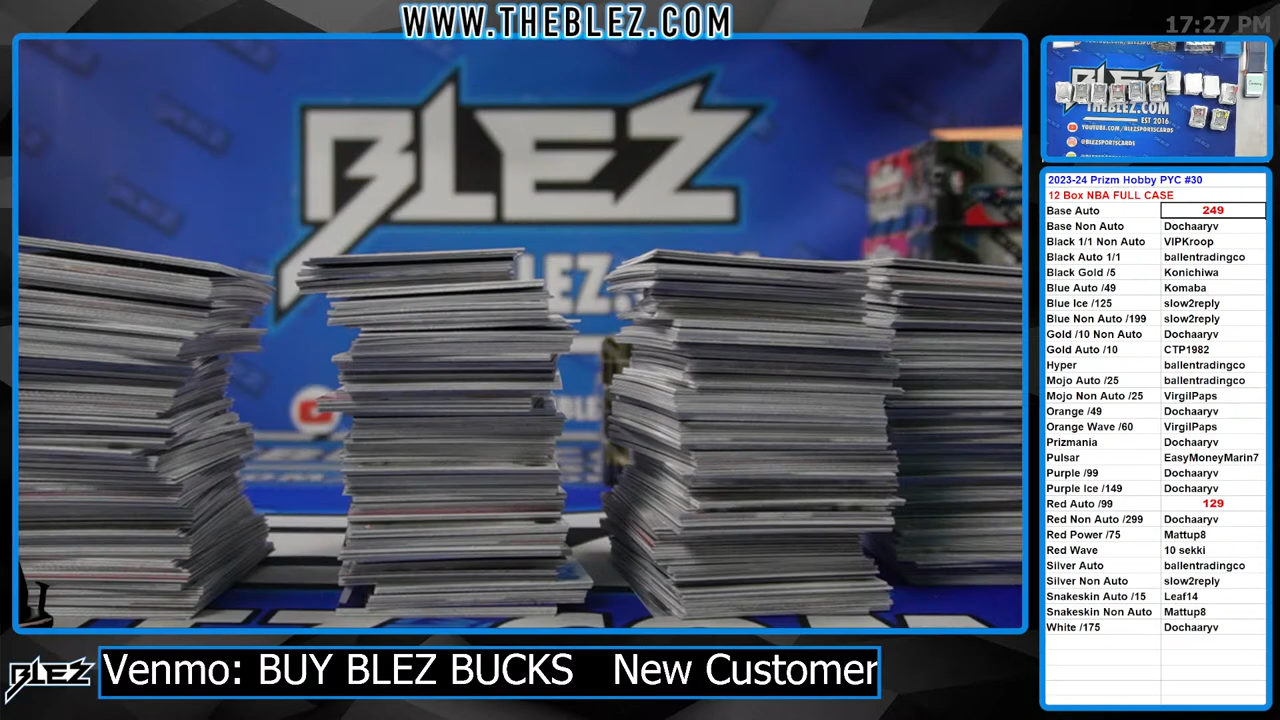 WWW.THEBLEZ.COM
17:27 PM
BLEZ
BLEZ
THEBLEZ.COM
EST 2016
YOUTUBE.COM/BLEZSPORTSCARDS
@BLEZSPORTSCARDS
2023-24 Prizm Hobby PYC #30
12 Box NBA FULL CASE
Base Auto 249
Base Non Auto Dochaaryv
Black 1/1 Non Auto VIPKroop
Black Auto 1/1 ballentradingco
Black Gold /5 Konichiwa
Blue Auto /49 Komaba
Blue Ice /125 slow2reply
Blue Non Auto /199 slow2reply
Gold /10 Non Auto Dochaaryv
Gold Auto /10 CTP1982
Hyper ballentradingco
Mojo Auto /25 ballentradingco
Mojo Non Auto /25 VirgilPaps
Orange /49 Dochaaryv
Orange Wave /60 VirgilPaps
Prizmania Dochaaryv
Pulsar EasyMoneyMarin7
Purple /99 Dochaaryv
Purple Ice /149 Dochaaryv
Red Auto /99 129
Red Non Auto /299 Dochaaryv
Red Power /75 Mattup8
Red Wave 10 sekki
Silver Auto ballentradingco
Silver Non Auto slow2reply
Snakeskin Auto /15 Leaf14
Snakeskin Non Auto Mattup8
White /175 Dochaaryv
BLEZ
Venmo: BUY BLEZ BUCKS New Customer